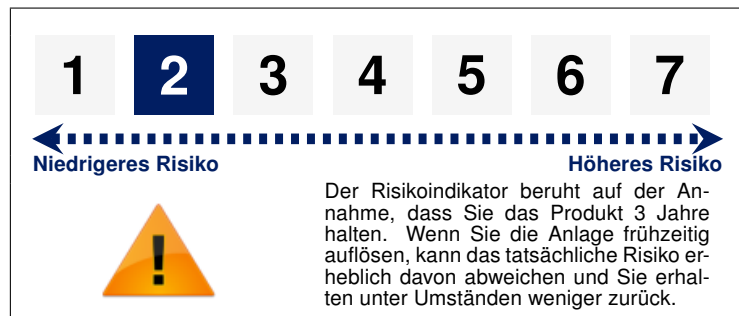 1 2 3 4 5 6 7
Niedrigeres Risiko Höheres Risiko
Der Risikoindikator beruht auf der An-
nahme, dass Sie das Produkt 3 Jahre
halten. Wenn Sie die Anlage frühzeitig
auflösen, kann das tatsächliche Risiko er-
heblich davon abweichen und Sie erhal-
ten unter Umständen weniger zurück.